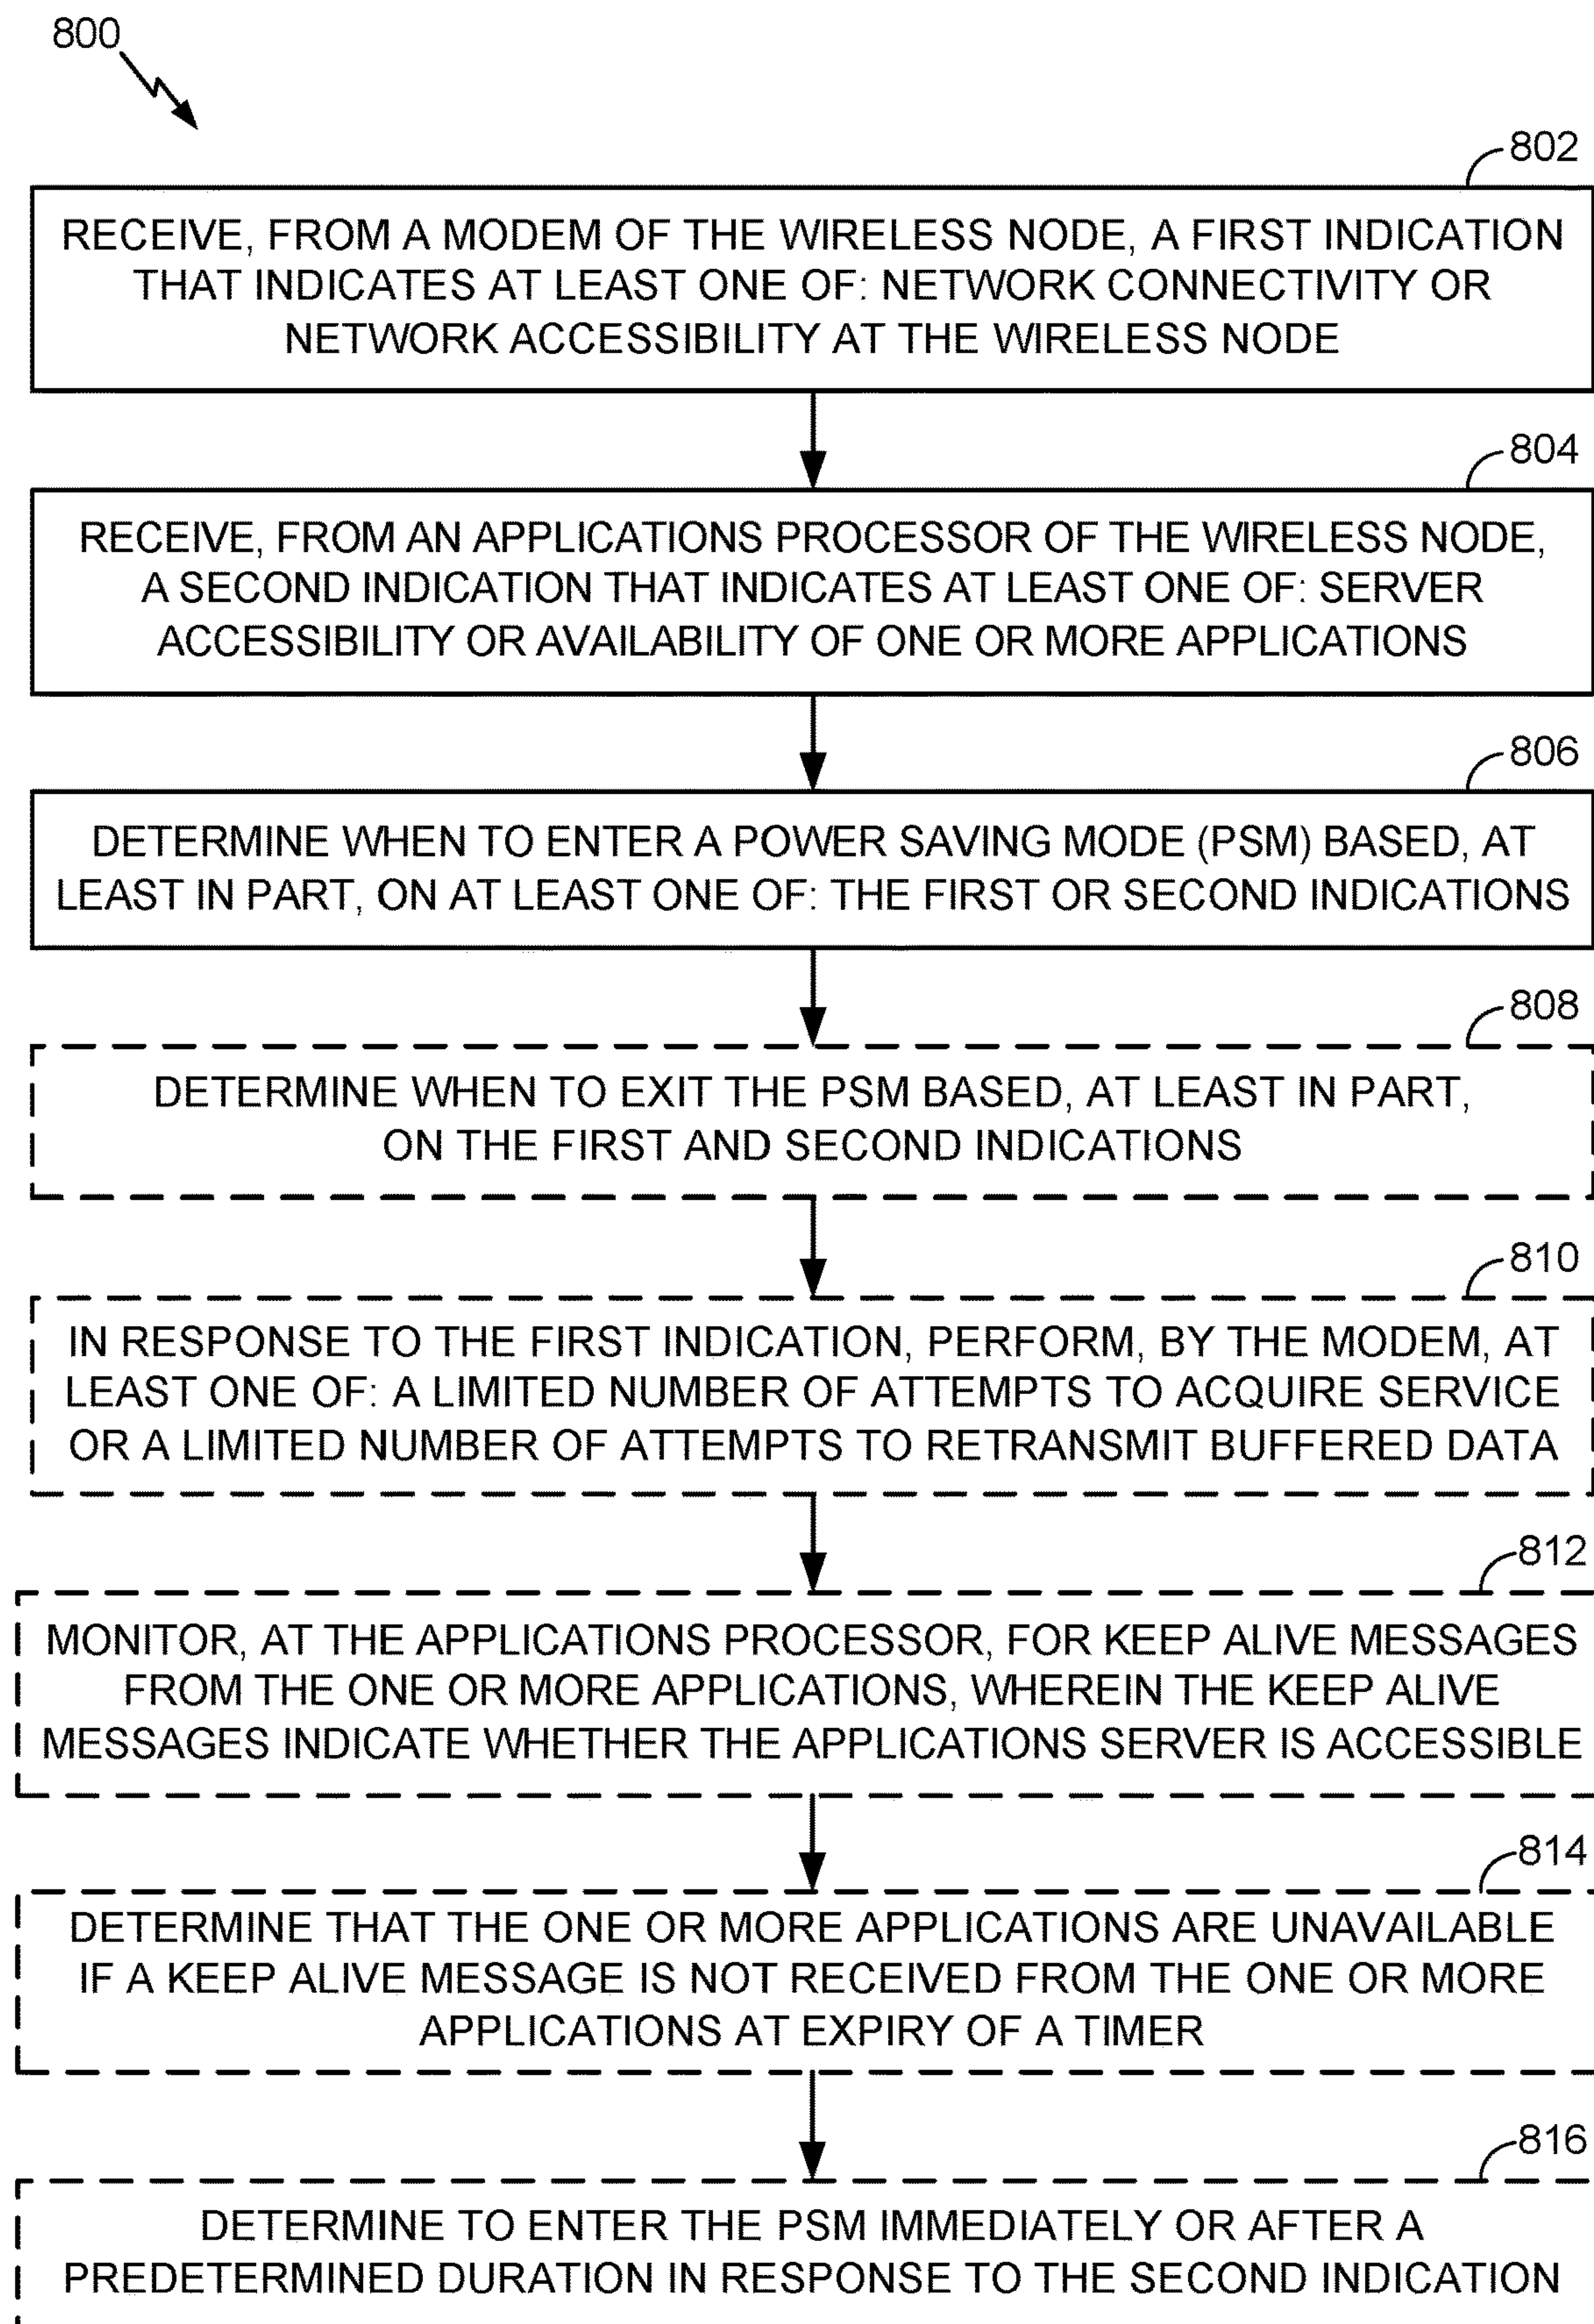 800
802
RECEIVE, FROM A MODEM OF THE WIRELESS NODE, A FIRST INDICATION
THAT INDICATES AT LEAST ONE OF: NETWORK CONNECTIVITY OR
NETWORK ACCESSIBILITY AT THE WIRELESS NODE
804
RECEIVE, FROM AN APPLICATIONS PROCESSOR OF THE WIRELESS NODE,
A SECOND INDICATION THAT INDICATES AT LEAST ONE OF: SERVER
ACCESSIBILITY OR AVAILABILITY OF ONE OR MORE APPLICATIONS
806
DETERMINE WHEN TO ENTER A POWER SAVING MODE (PSM) BASED, AT
LEAST IN PART, ON AT LEAST ONE OF: THE FIRST OR SECOND INDICATIONS
808
DETERMINE WHEN TO EXIT THE PSM BASED, AT LEAST IN PART,
ON THE FIRST AND SECOND INDICATIONS
810
IN RESPONSE TO THE FIRST INDICATION, PERFORM, BY THE MODEM, AT
LEAST ONE OF: A LIMITED NUMBER OF ATTEMPTS TO ACQUIRE SERVICE
OR A LIMITED NUMBER OF ATTEMPTS TO RETRANSMIT BUFFERED DATA
812
MONITOR, AT THE APPLICATIONS PROCESSOR, FOR KEEP ALIVE MESSAGES
FROM THE ONE OR MORE APPLICATIONS, WHEREIN THE KEEP ALIVE
MESSAGES INDICATE WHETHER THE APPLICATIONS SERVER IS ACCESSIBLE
814
DETERMINE THAT THE ONE OR MORE APPLICATIONS ARE UNAVAILABLE
IF A KEEP ALIVE MESSAGE IS NOT RECEIVED FROM THE ONE OR MORE
APPLICATIONS AT EXPIRY OF A TIMER
816
DETERMINE TO ENTER THE PSM IMMEDIATELY OR AFTER A
PREDETERMINED DURATION IN RESPONSE TO THE SECOND INDICATION